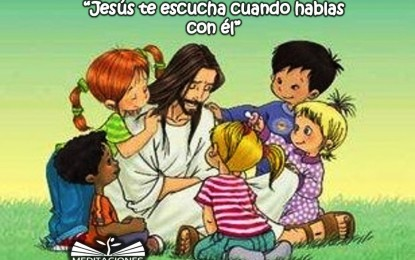 “Jesús te escucha cuando hablas
con él”
MEDITACIONES